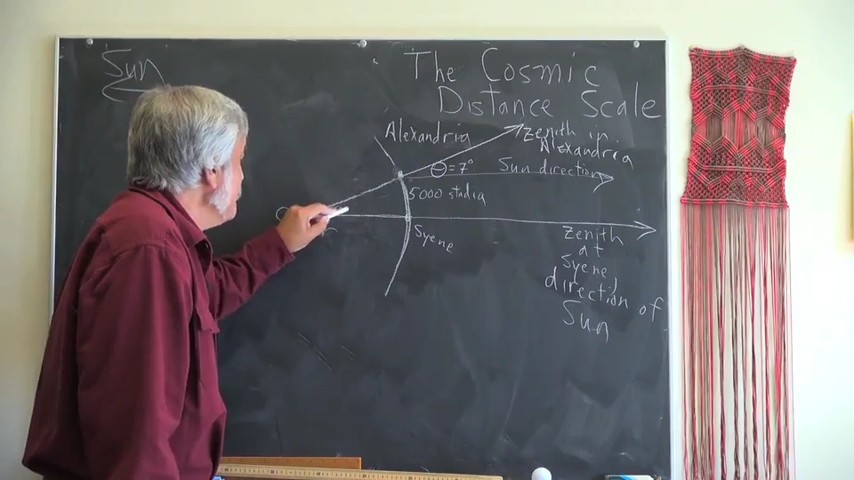 Sun
The Cosmic
Distance Scale
Alexandria
Zenith in
Alexandria
Θ=7°
Sun direction
5000 stadia
Syene
Zenith
at
Syene
direction of
Sun